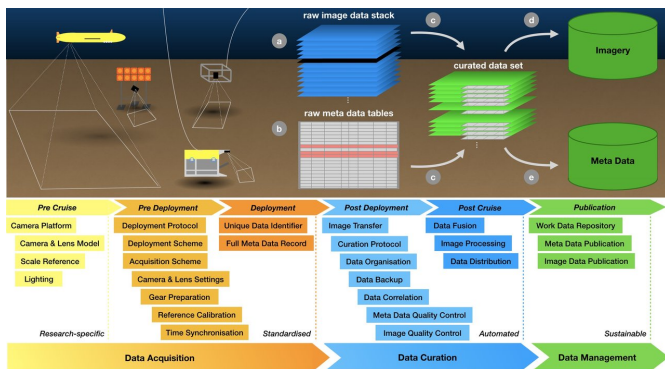 raw image data stack
a
c
d
Imagery
curated data set
b
raw meta data tables
c
e
Meta Data
Pre Cruise
Pre Deployment
Deployment
Post Deployment
Post Cruise
Publication
Camera Platform
Camera & Lens Model
Scale Reference
Lighting
Deployment Protocol
Deployment Scheme
Acquisition Scheme
Camera & Lens Settings
Gear Preparation
Reference Calibration
Time Synchronisation
Unique Data Identifier
Full Meta Data Record
Image Transfer
Curation Protocol
Data Organisation
Data Backup
Data Correlation
Meta Data Quality Control
Image Quality Control
Data Fusion
Image Processing
Data Distribution
Work Data Repository
Meta Data Publication
Image Data Publication
Research-specific
Standardised
Automated
Sustainable
Data Acquisition
Data Curation
Data Management